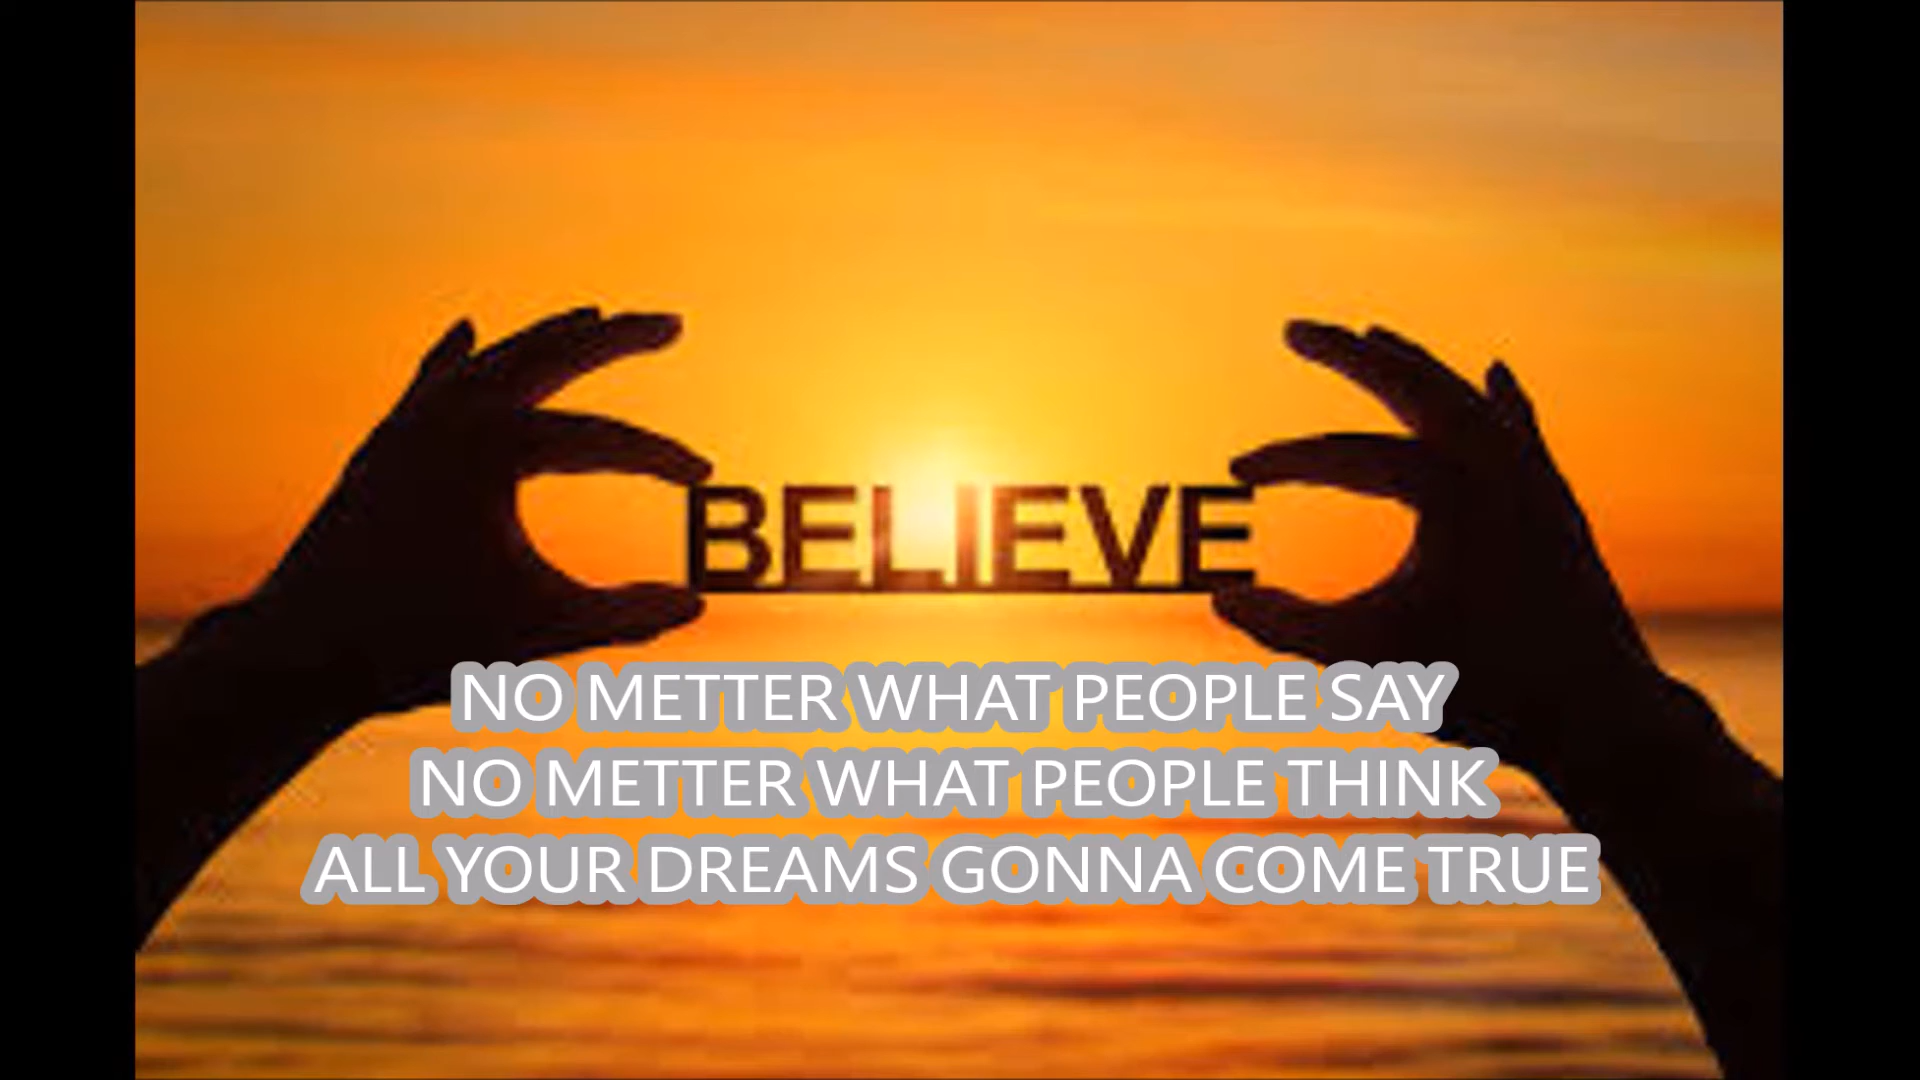 BELIEVE
NO METTER WHAT PEOPLE SAY
NO METTER WHAT PEOPLE THINK
ALL YOUR DREAMS GONNA COME TRUE